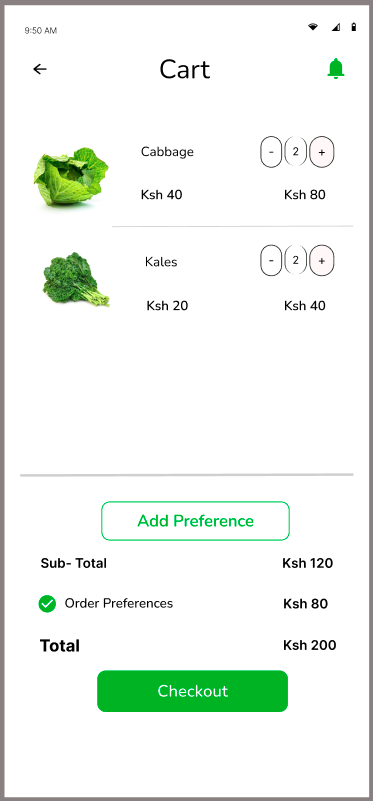 9:50 AM
Cart
Cabbage - 2 +
Ksh 40 Ksh 80
Kales - 2 +
Ksh 20 Ksh 40
Add Preference
Sub- Total Ksh 120
Order Preferences Ksh 80
Total Ksh 200
Checkout